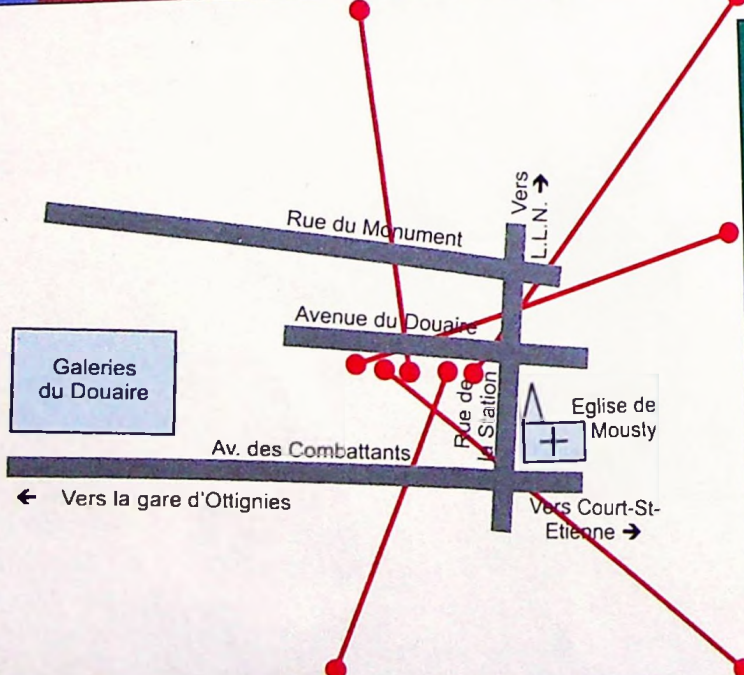 Vers
L.L.N. ➔
Rue du Monument
Avenue du Douaire
Galeries
du Douaire
Rue de
la Station
Eglise de
Mousty
Av. des Combattants
← Vers la gare d'Ottignies
Vers Court-St-
Etienne ➔